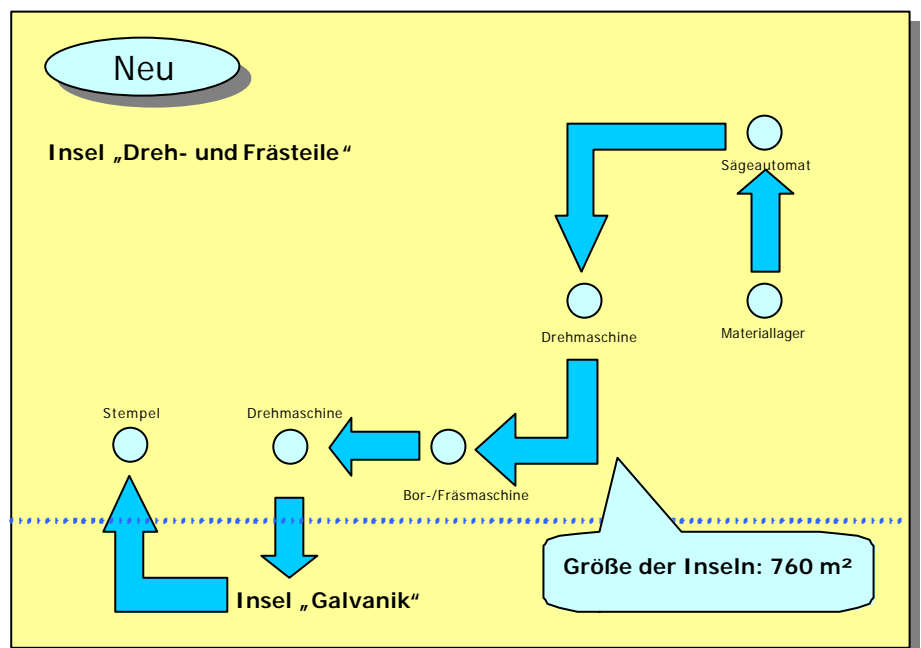 Neu
Insel „Dreh- und Frästeile“
Sägeautomat
Drehmaschine
Materiallager
Stempel
Drehmaschine
Bor-/Fräsmaschine
Größe der Inseln: 760 m²
Insel „Galvanik“